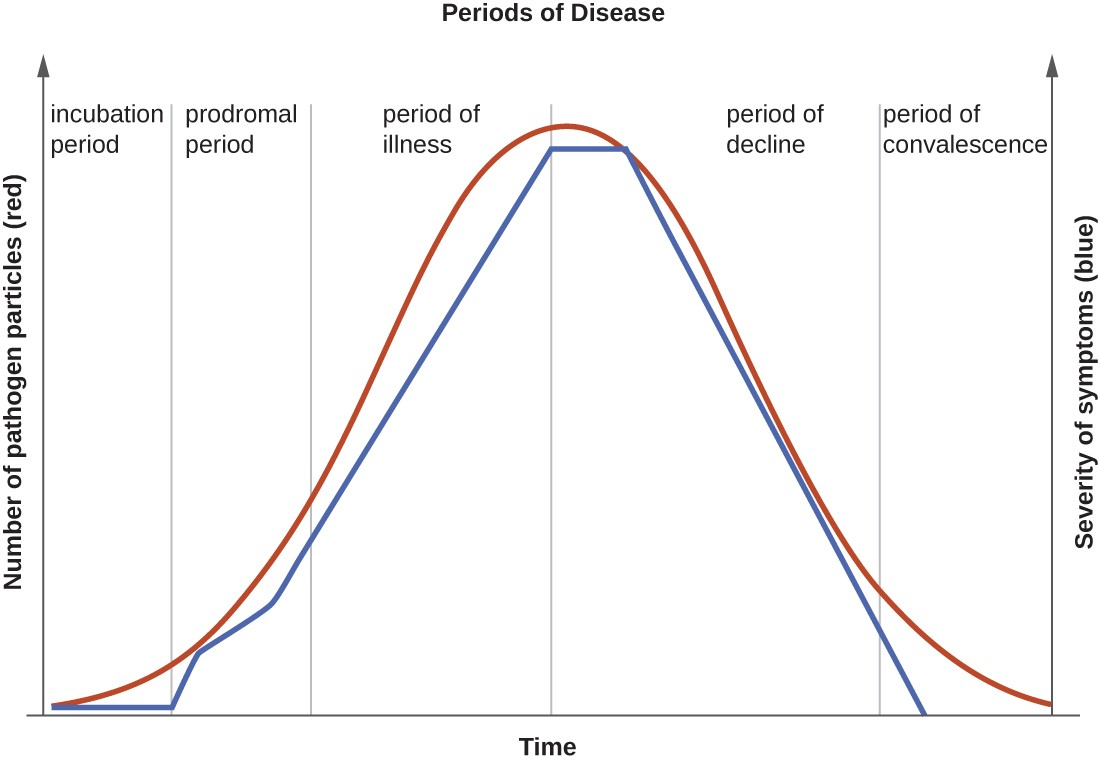 Periods of Disease
incubation
period
prodromal
period
period of
illness
period of
decline
period of
convalescence
Number of pathogen particles (red)
Severity of symptoms (blue)
Time